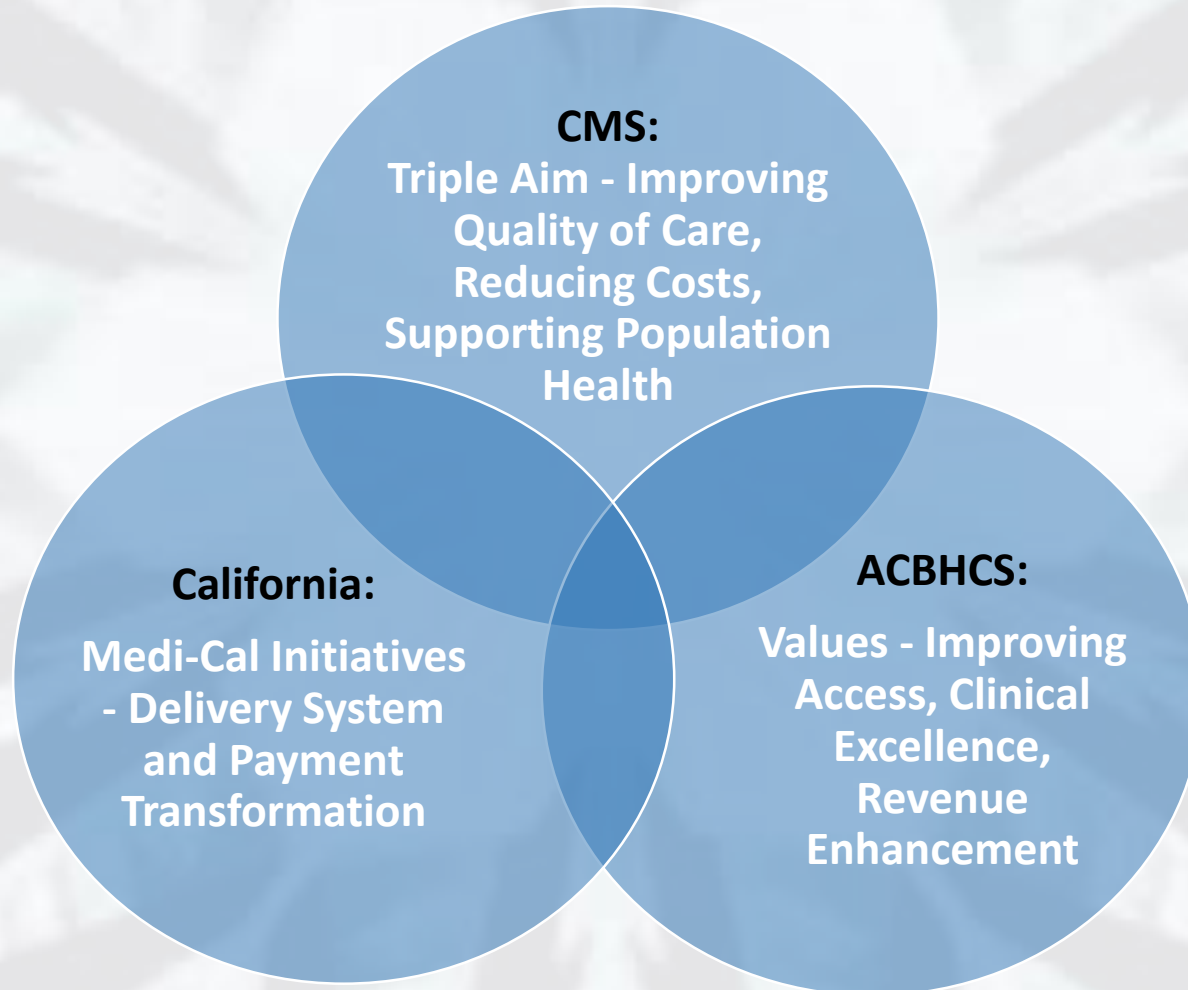 CMS:
Triple Aim - Improving
Quality of Care,
Reducing Costs,
Supporting Population
Health
California:
Medi-Cal Initiatives
- Delivery System
and Payment
Transformation
ACBHCS:
Values - Improving
Access, Clinical
Excellence,
Revenue
Enhancement